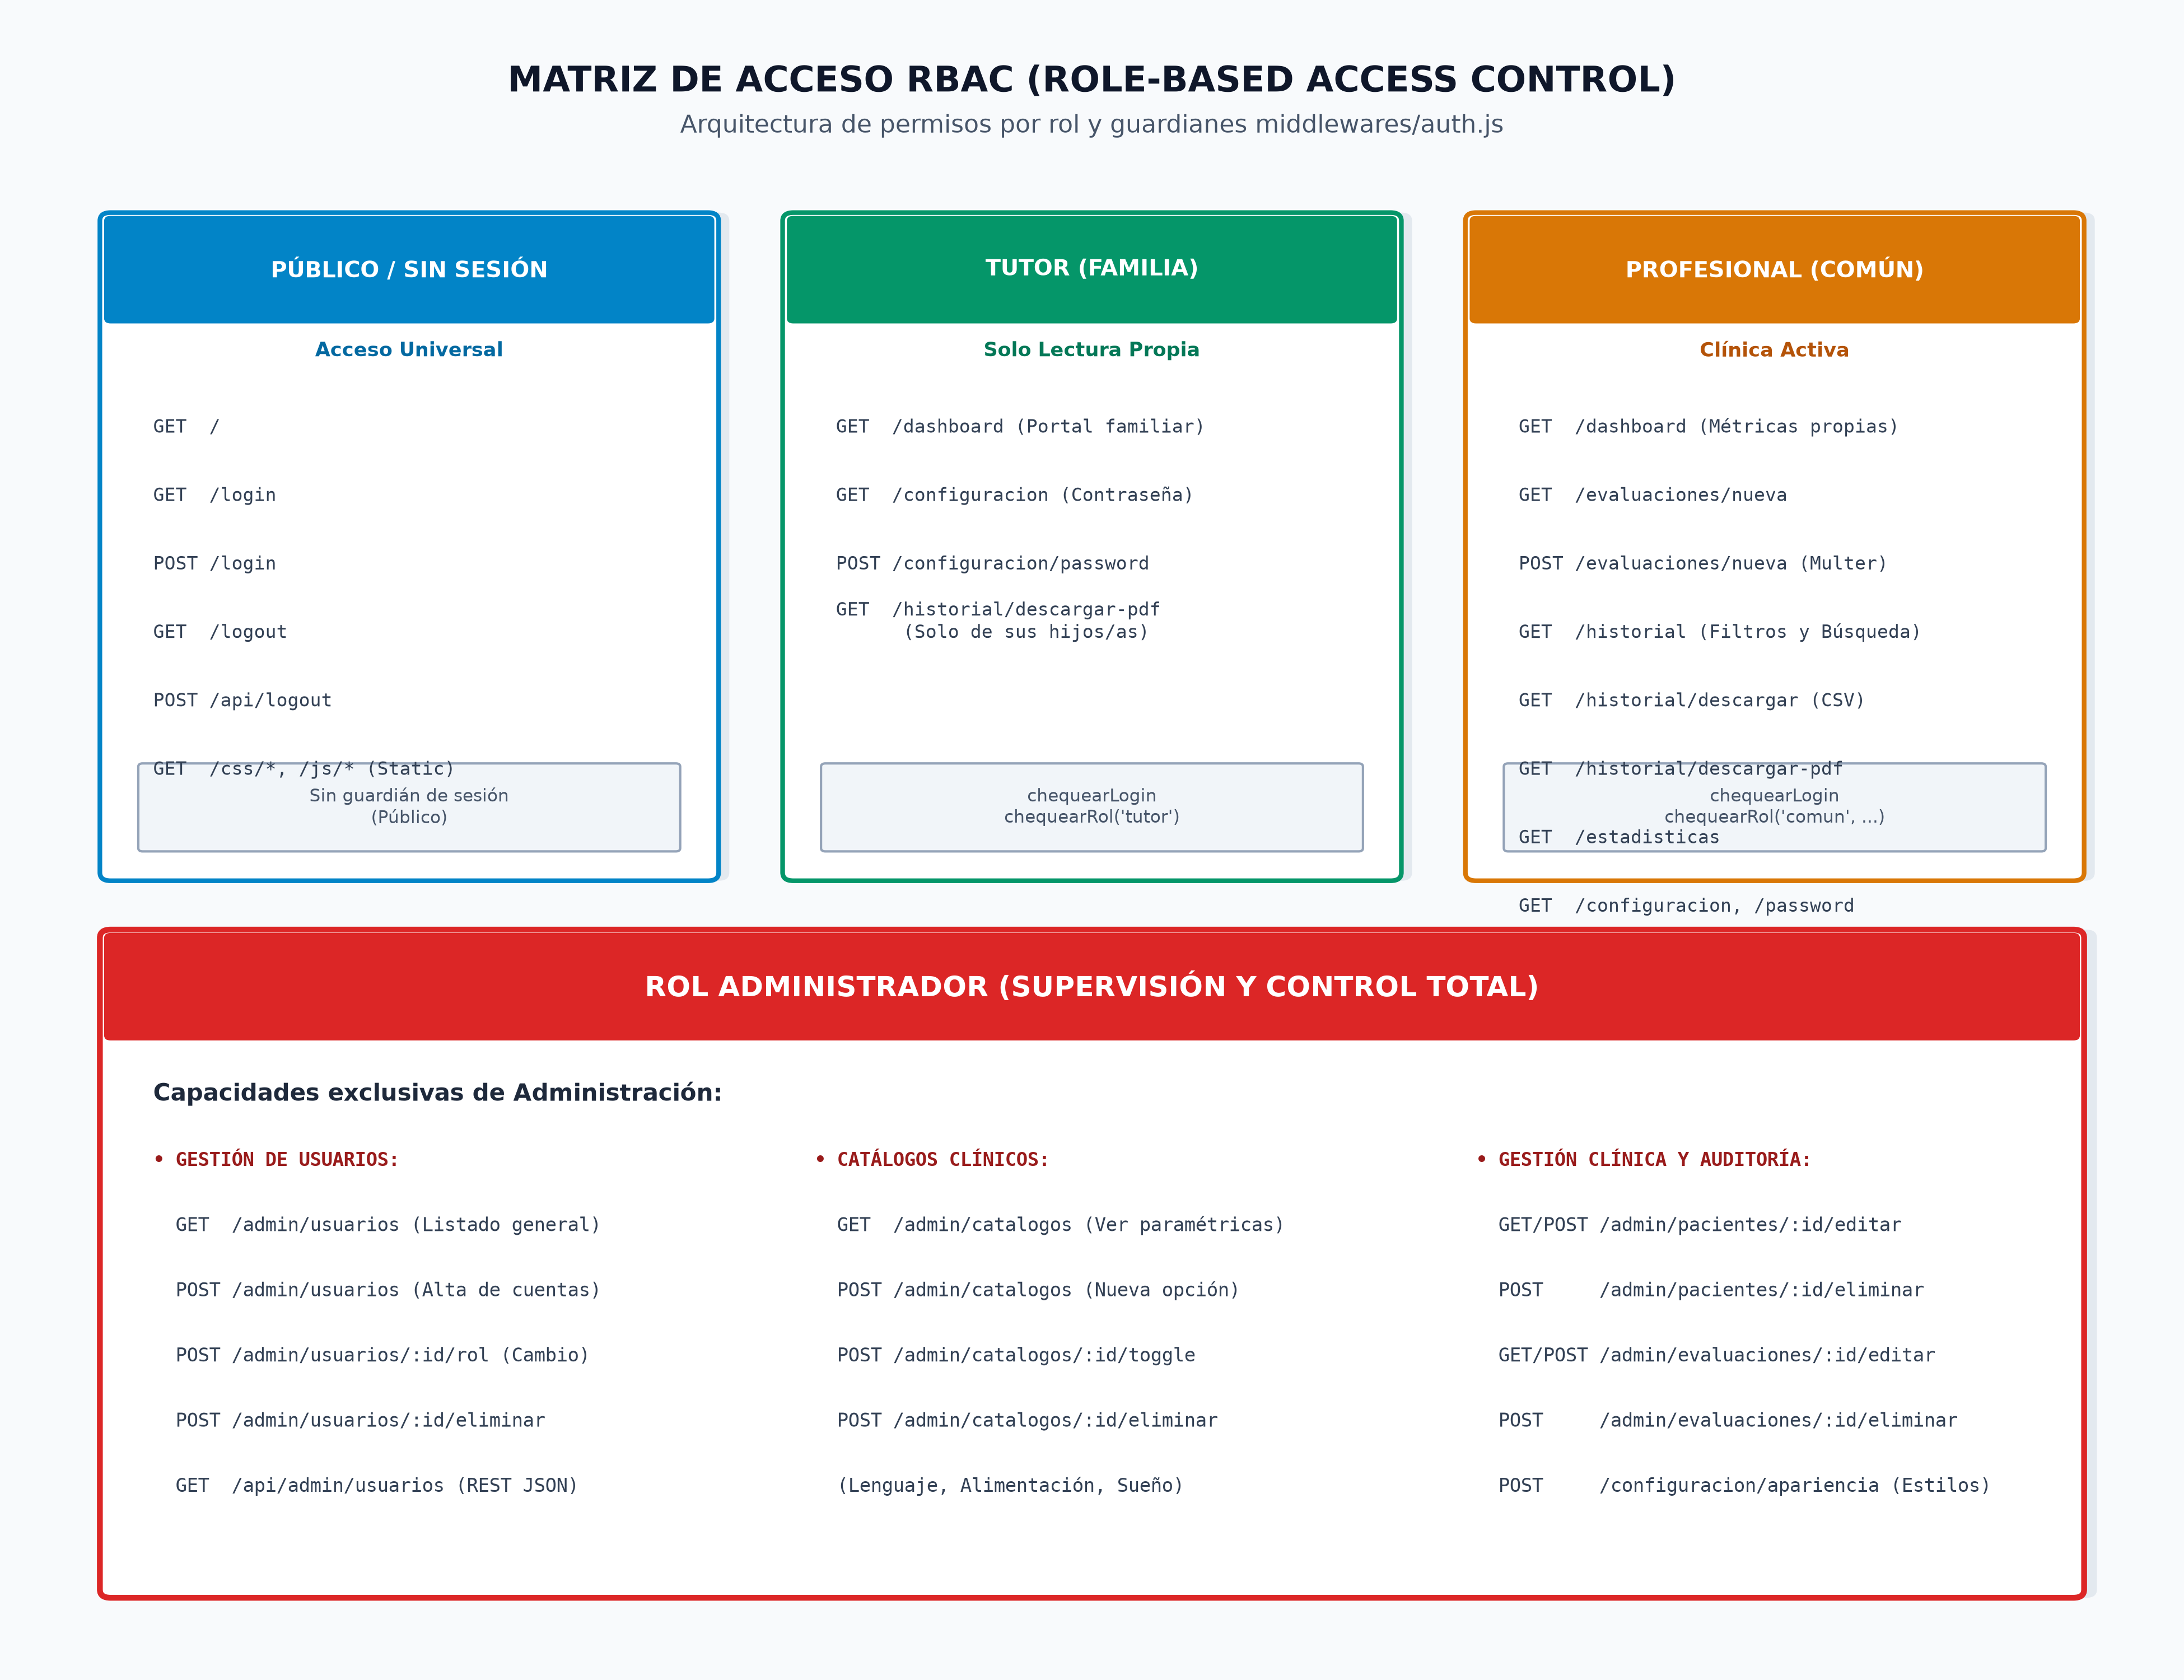 MATRIZ DE ACCESO RBAC (ROLE-BASED ACCESS CONTROL)
Arquitectura de permisos por rol y guardianes middlewares/auth.js
PÚBLICO / SIN SESIÓN
Acceso Universal
GET  /
GET  /login
POST /login
GET  /logout
POST /api/logout
GET  /css/*, /js/* (Static)
Sin guardián de sesión
(Público)
TUTOR (FAMILIA)
Solo Lectura Propia
GET  /dashboard (Portal familiar)
GET  /configuracion (Contraseña)
POST /configuracion/password
GET  /historial/descargar-pdf
(Solo de sus hijos/as)
chequearLogin
chequearRol('tutor')
PROFESIONAL (COMÚN)
Clínica Activa
GET  /dashboard (Métricas propias)
GET  /evaluaciones/nueva
POST /evaluaciones/nueva (Multer)
GET  /historial (Filtros y Búsqueda)
GET  /historial/descargar (CSV)
GET  /historial/descargar-pdf
chequearLogin
chequearRol('comun', ...)
GET  /estadisticas
GET  /configuracion, /password
ROL ADMINISTRADOR (SUPERVISIÓN Y CONTROL TOTAL)
Capacidades exclusivas de Administración:
• GESTIÓN DE USUARIOS:
GET  /admin/usuarios (Listado general)
POST /admin/usuarios (Alta de cuentas)
POST /admin/usuarios/:id/rol (Cambio)
POST /admin/usuarios/:id/eliminar
GET  /api/admin/usuarios (REST JSON)
• CATÁLOGOS CLÍNICOS:
GET  /admin/catalogos (Ver paramétricas)
POST /admin/catalogos (Nueva opción)
POST /admin/catalogos/:id/toggle
POST /admin/catalogos/:id/eliminar
(Lenguaje, Alimentación, Sueño)
• GESTIÓN CLÍNICA Y AUDITORÍA:
GET/POST /admin/pacientes/:id/editar
POST     /admin/pacientes/:id/eliminar
GET/POST /admin/evaluaciones/:id/editar
POST     /admin/evaluaciones/:id/eliminar
POST     /configuracion/apariencia (Estilos)